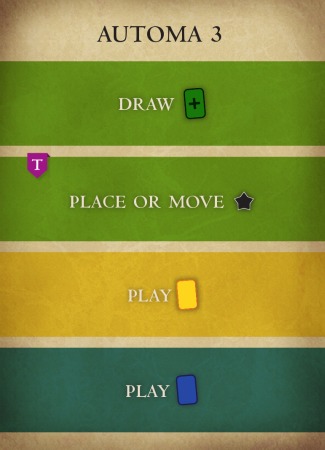 AUTOMA 3
DRAW +
T
PLACE OR MOVE
PLAY
PLAY